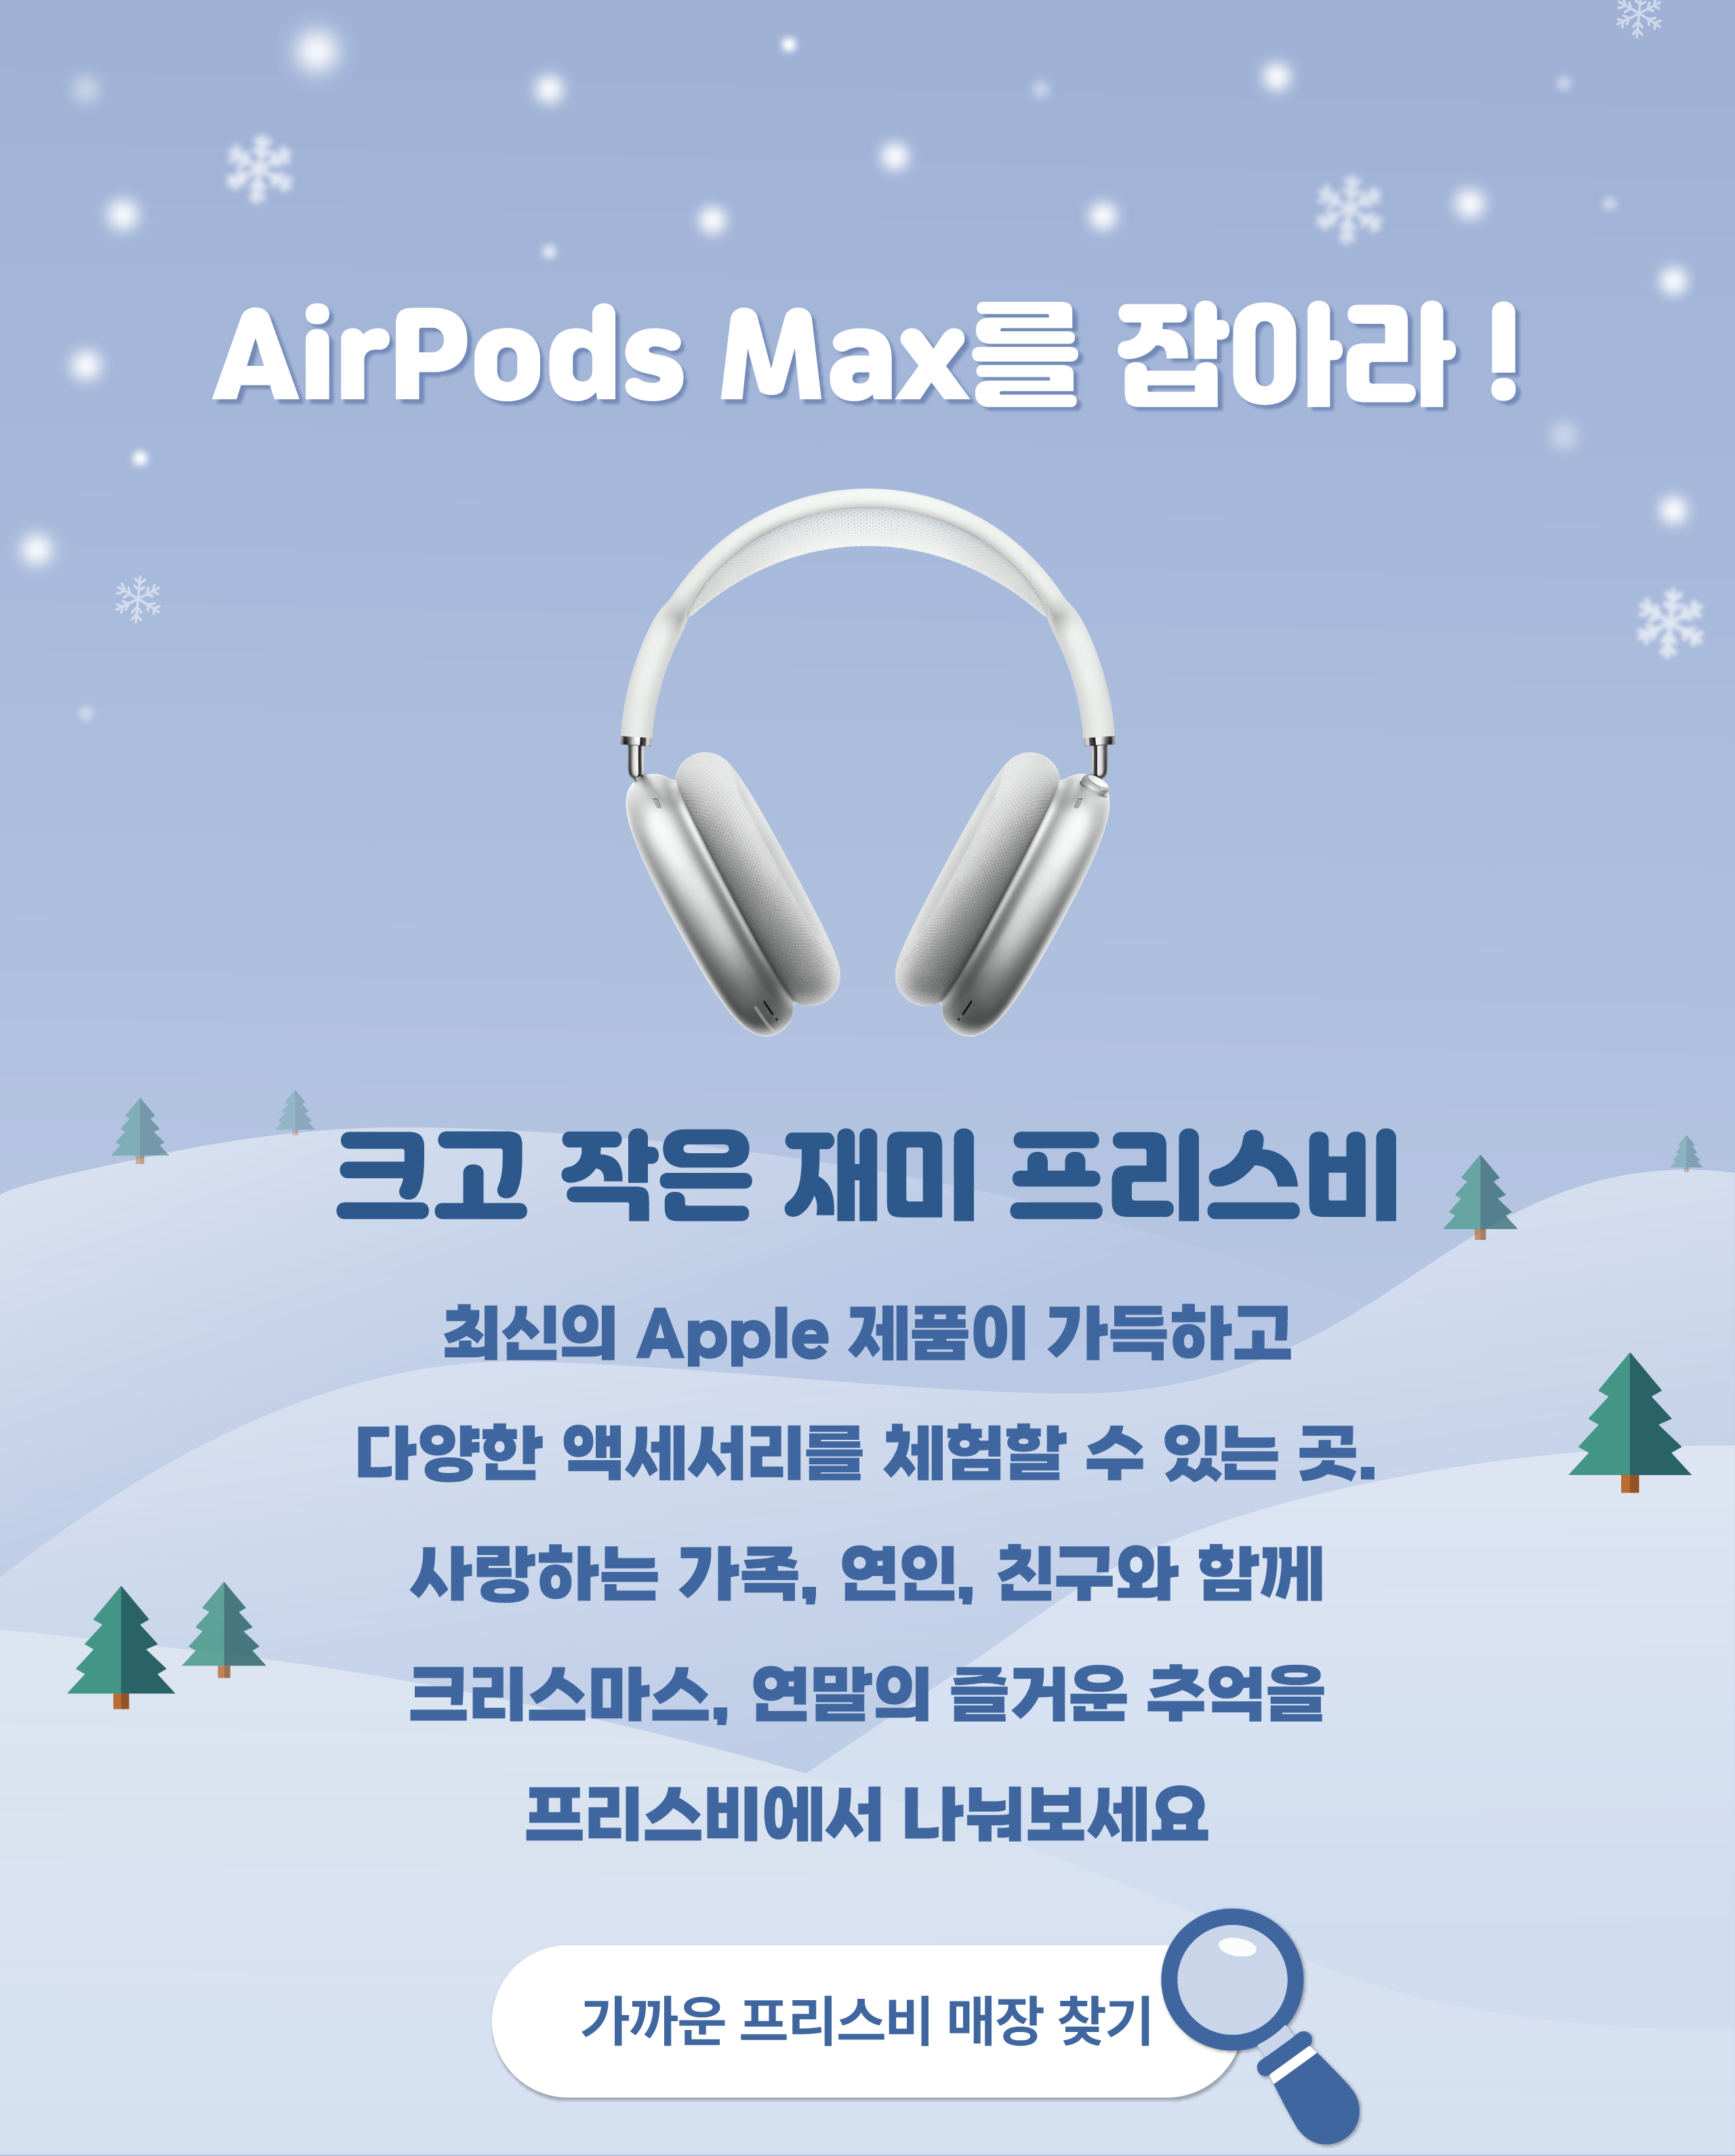 AirPods Max를 잡아라 !
크고 작은 재미 프리스비
최신의 Apple 제품이 가득하고
다양한 액세서리를 체험할 수 있는 곳.
사랑하는 가족, 연인, 친구와 함께
크리스마스, 연말의 즐거운 추억을
프리스비에서 나눠보세요
가까운 프리스비 매장 찾기